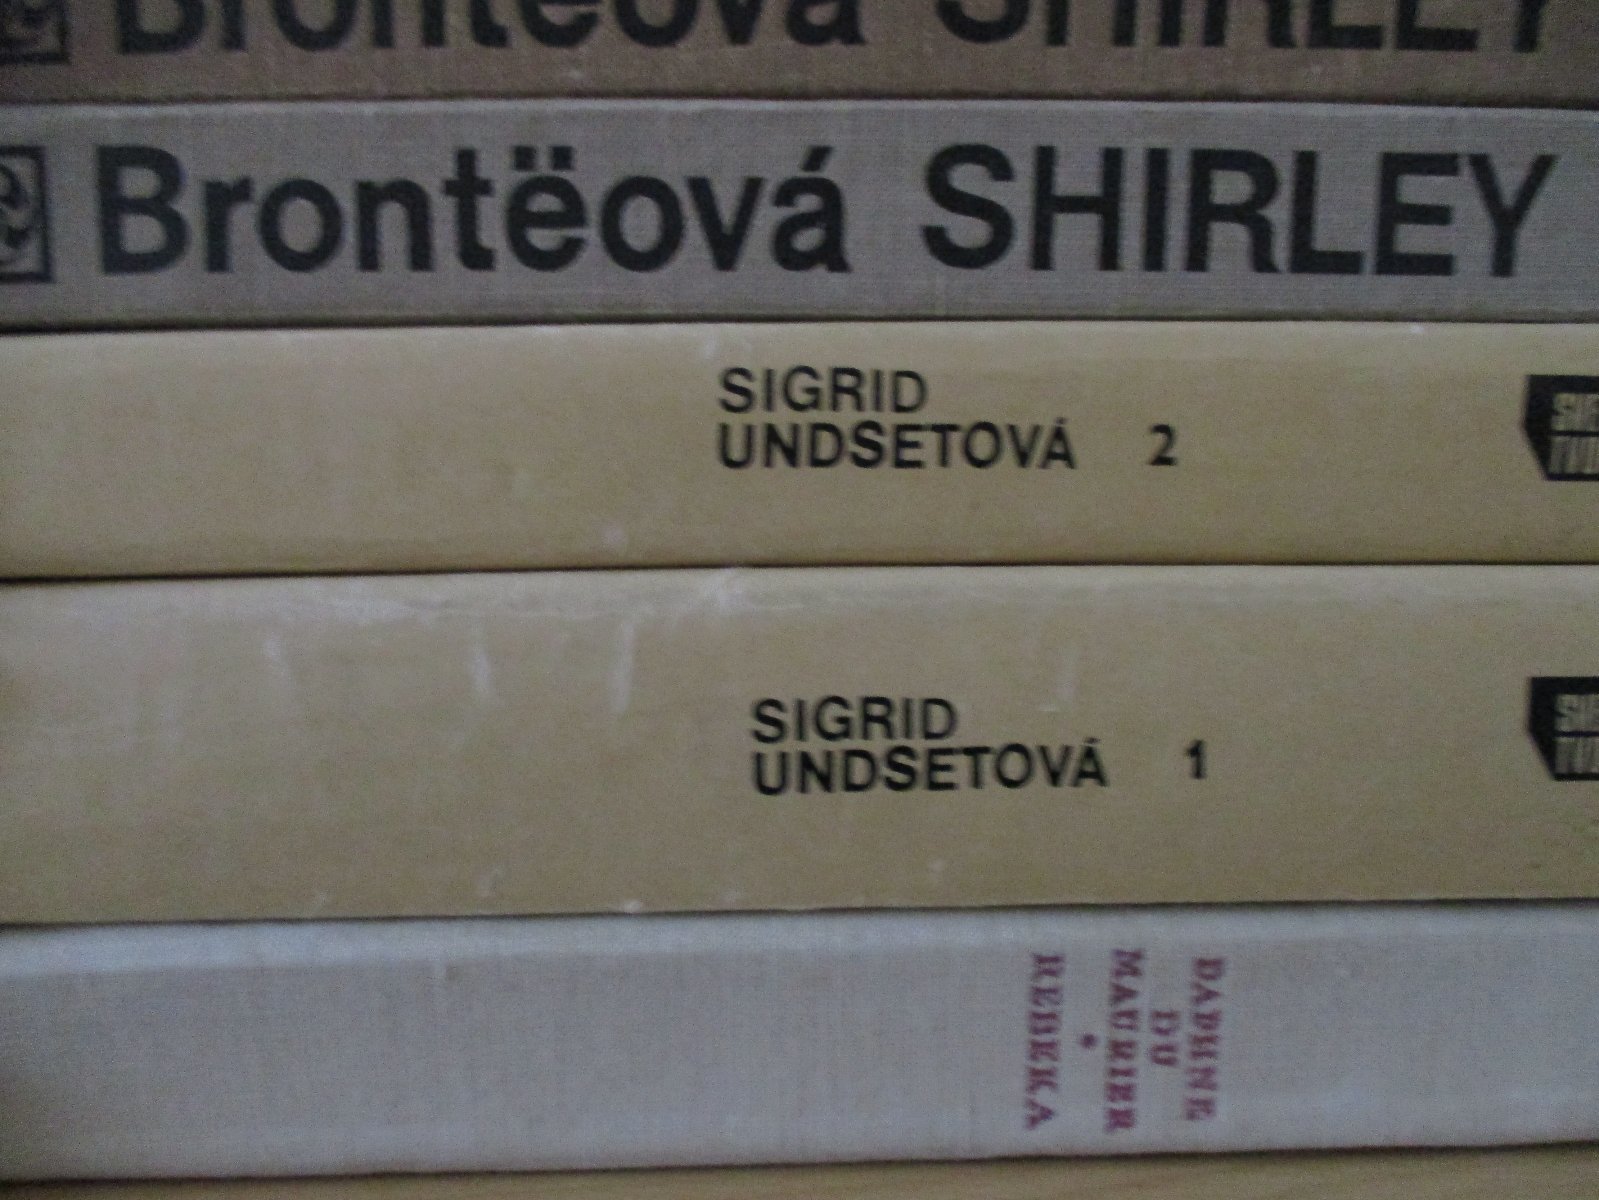 Brontëová SHIRLEY
Brontëová SHIRLEY
SIGRID
UNDSETOVÁ 2
SIGRID
UNDSETOVÁ 1
DAPHNE
DU
MAURIER
*
REBEKA